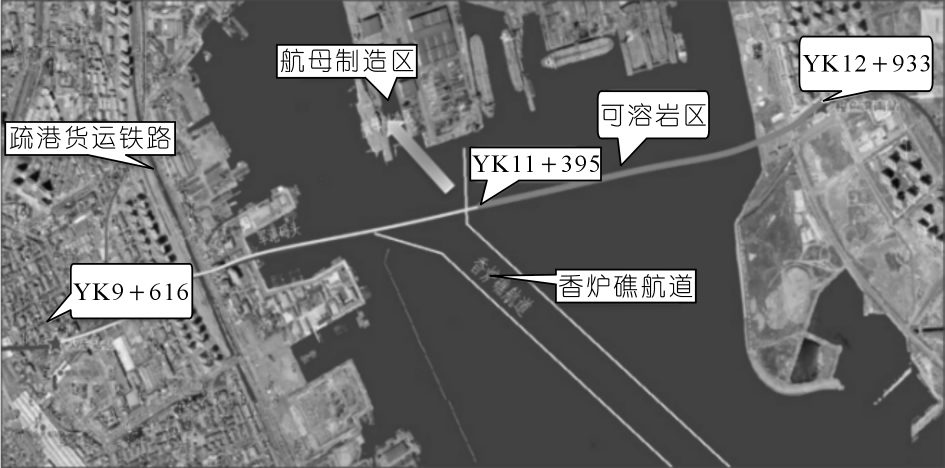 航母制造区
YK12+933
可溶岩区
疏港货运铁路
YK11+395
YK9+616
香炉礁航道